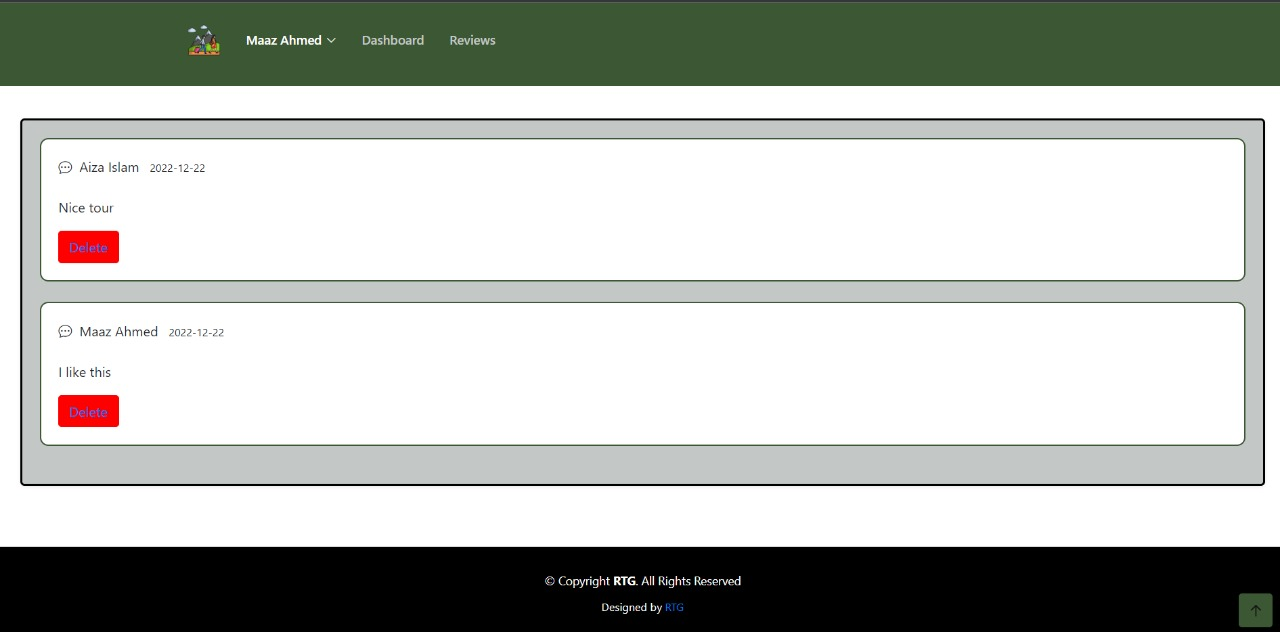 Maaz Ahmed Dashboard Reviews
Aiza Islam 2022-12-22
Nice tour
Delete
Maaz Ahmed 2022-12-22
I like this
Delete
© Copyright RTG. All Rights Reserved
Designed by RTG